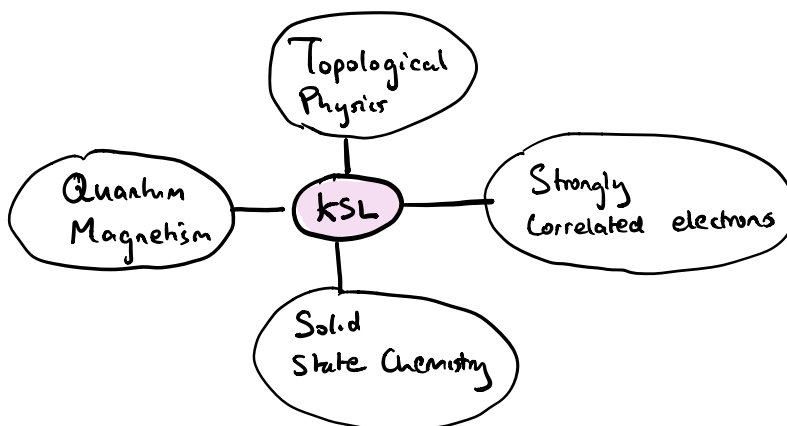 Topological
Physics
Quantum
Magnetism
KSL
Strongly
Correlated electrons
Solid
State Chemistry